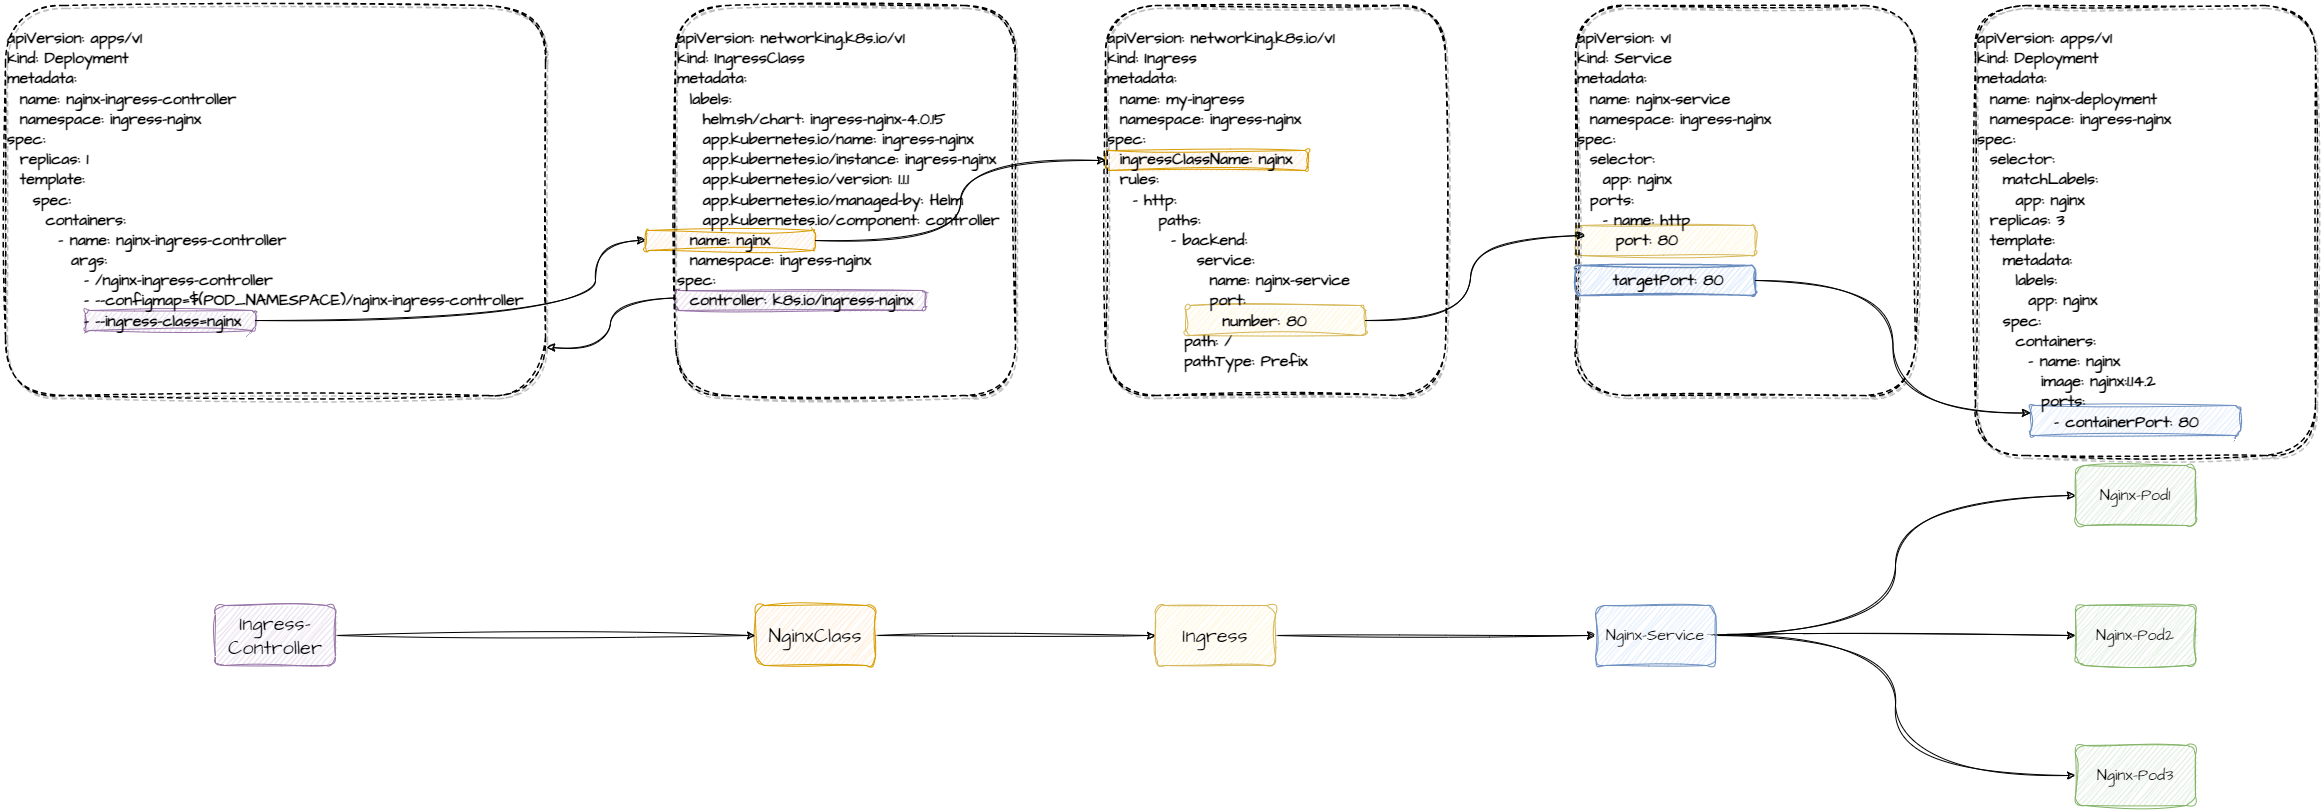 apiVersion: apps/v1
kind: Deployment
metadata:
  name: nginx-ingress-controller
  namespace: ingress-nginx
spec:
  replicas: 1
  template:
    spec:
      containers:
        - name: nginx-ingress-controller
          args:
            - /nginx-ingress-controller
            - --configmap=$(POD_NAMESPACE)/nginx-ingress-controller
            - --ingress-class=nginx
apiVersion: networking.k8s.io/v1
kind: IngressClass
metadata:
  labels:
    helm.sh/chart: ingress-nginx-4.0.15
    app.kubernetes.io/name: ingress-nginx
    app.kubernetes.io/instance: ingress-nginx
    app.kubernetes.io/version: 1.1.1
    app.kubernetes.io/managed-by: Helm
    app.kubernetes.io/component: controller
  name: nginx
  namespace: ingress-nginx
spec:
  controller: k8s.io/ingress-nginx
apiVersion: networking.k8s.io/v1
kind: Ingress
metadata:
  name: my-ingress
  namespace: ingress-nginx
spec:
  ingressClassName: nginx
  rules:
    - http:
        paths:
          - backend:
              service:
                name: nginx-service
                port:
                  number: 80
            path: /
            pathType: Prefix
apiVersion: v1
kind: Service
metadata:
  name: nginx-service
  namespace: ingress-nginx
spec:
  selector:
    app: nginx
  ports:
    - name: http
      port: 80
      targetPort: 80
apiVersion: apps/v1
kind: Deployment
metadata:
  name: nginx-deployment
  namespace: ingress-nginx
spec:
  selector:
    matchLabels:
      app: nginx
  replicas: 3
  template:
    metadata:
      labels:
        app: nginx
    spec:
      containers:
        - name: nginx
          image: nginx:1.14.2
          ports:
            - containerPort: 80
Ingress-
Controller
NginxClass
Ingress
Nginx-Service
Nginx-Pod1
Nginx-Pod2
Nginx-Pod3